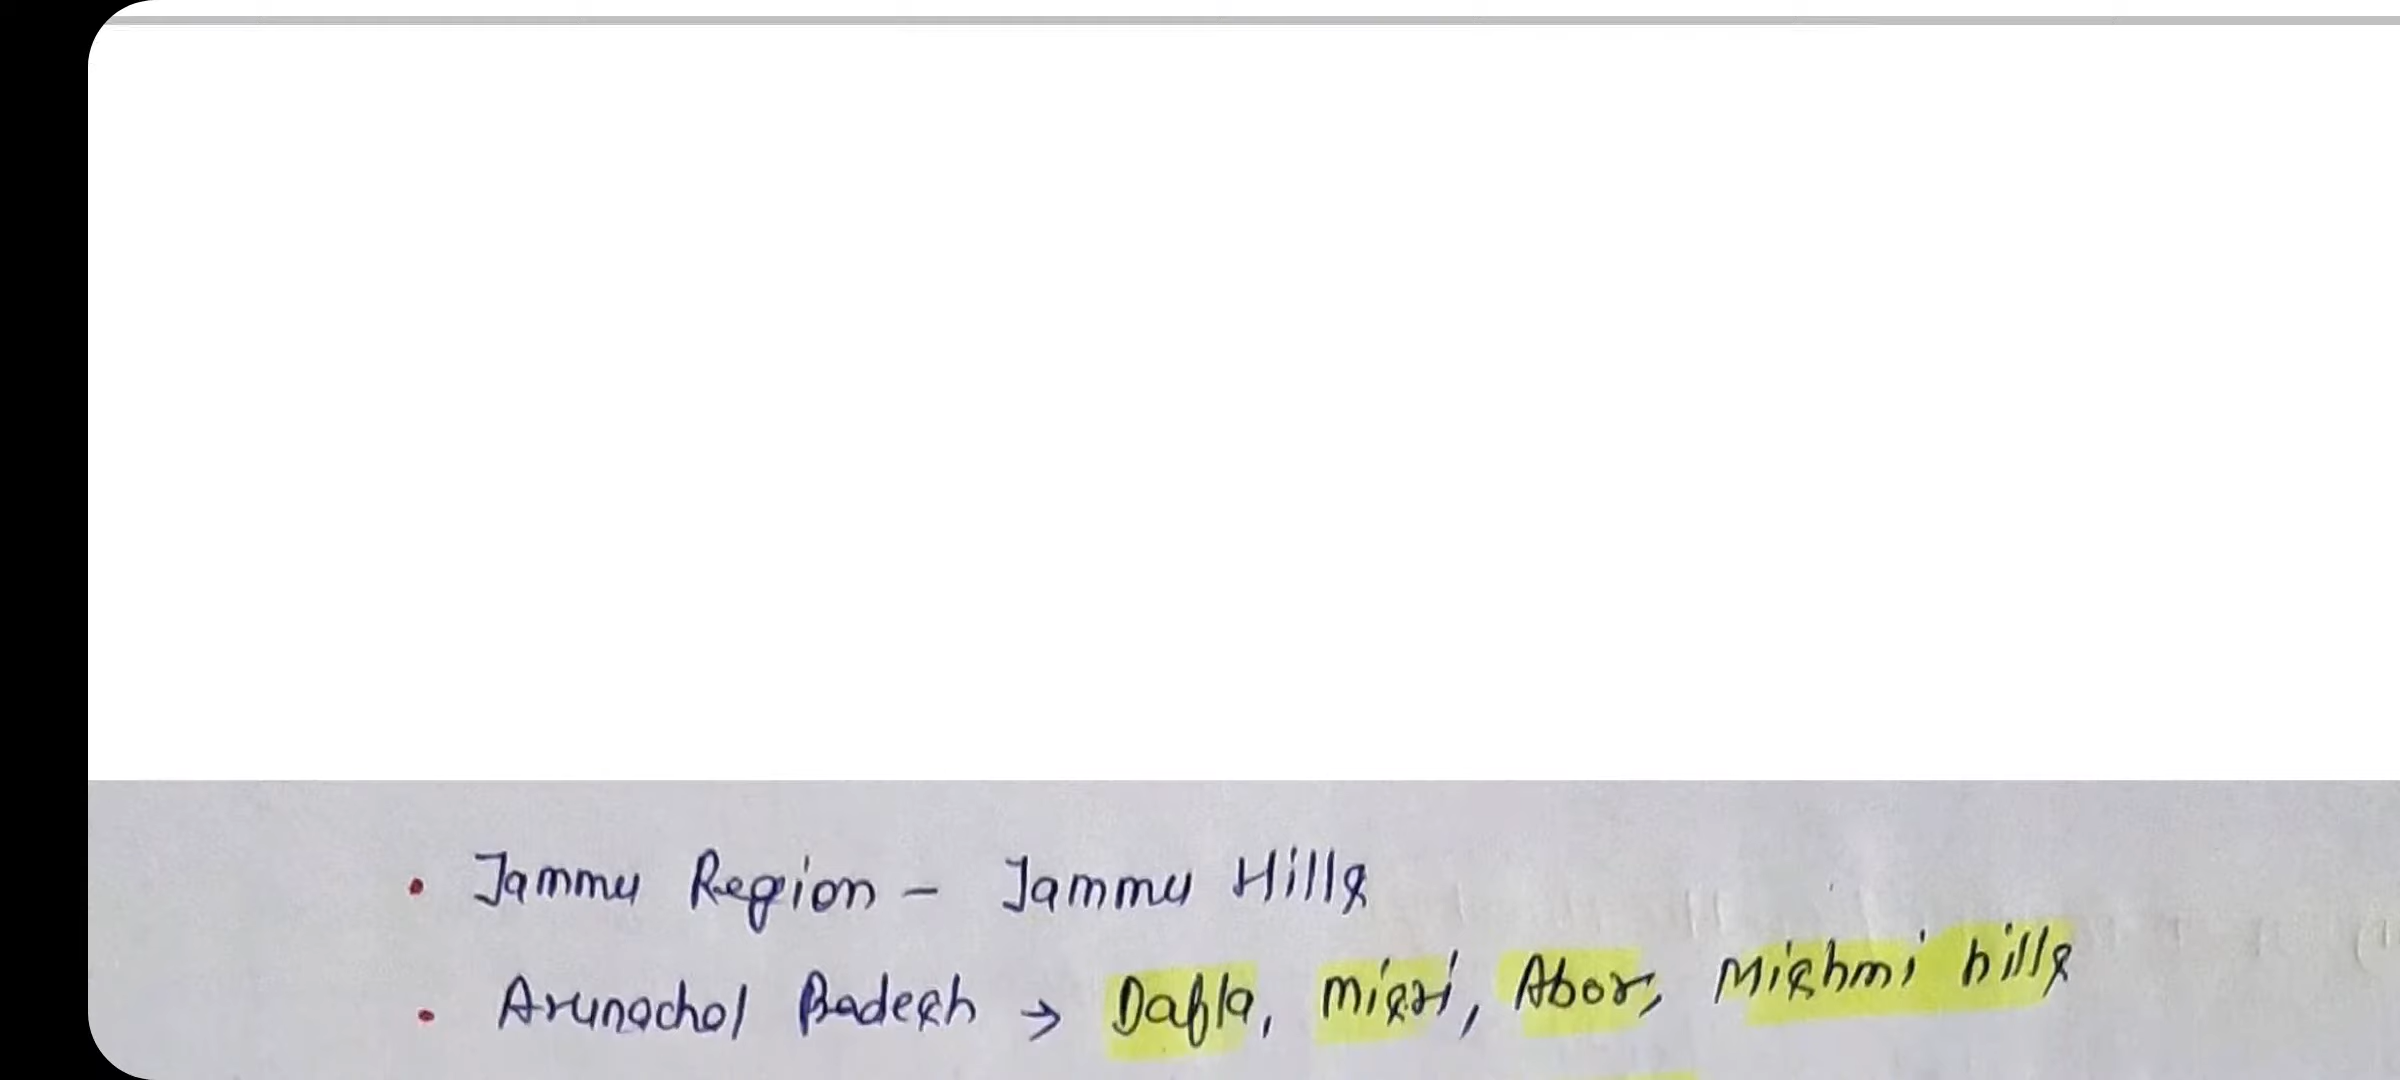 • Jammu Region - Jammu Hills
• Arunachal Pradesh → Dafla, Miri, Abor, Mishmi hills